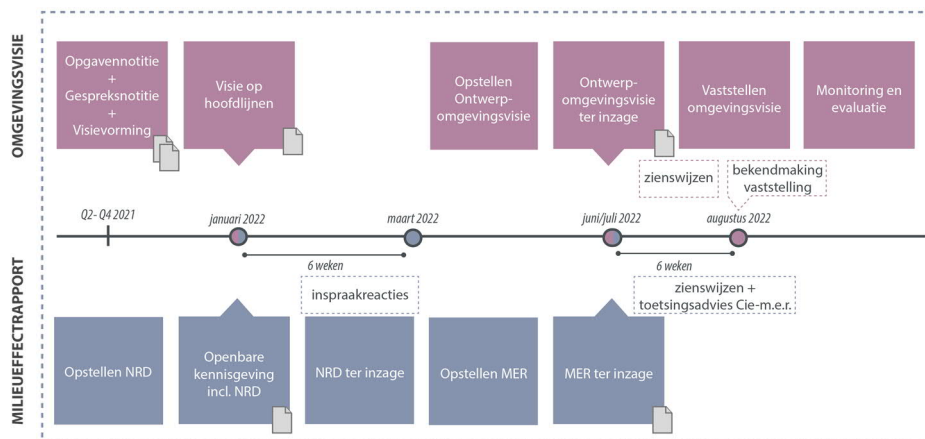 OMGEVINGSVISIE
Opgavennotitie
+
Gespreksnotitie
+
Visievorming
Visie op
hoofdlijnen
Opstellen
Ontwerp-
omgevingsvisie
Ontwerp-
omgevingsvisie
ter inzage
Vaststellen
omgevingsvisie
Monitoring en
evaluatie
zienswijzen
bekendmaking
vaststelling
Q2- Q4 2021
januari 2022
maart 2022
juni/juli 2022
augustus 2022
6 weken
6 weken
inspraakreacties
zienswijzen +
toetsingsadvies Cie-m.e.r.
MILIEUEFFECTRAPPORT
Opstellen NRD
Openbare
kennisgeving
incl. NRD
NRD ter inzage
Opstellen MER
MER ter inzage